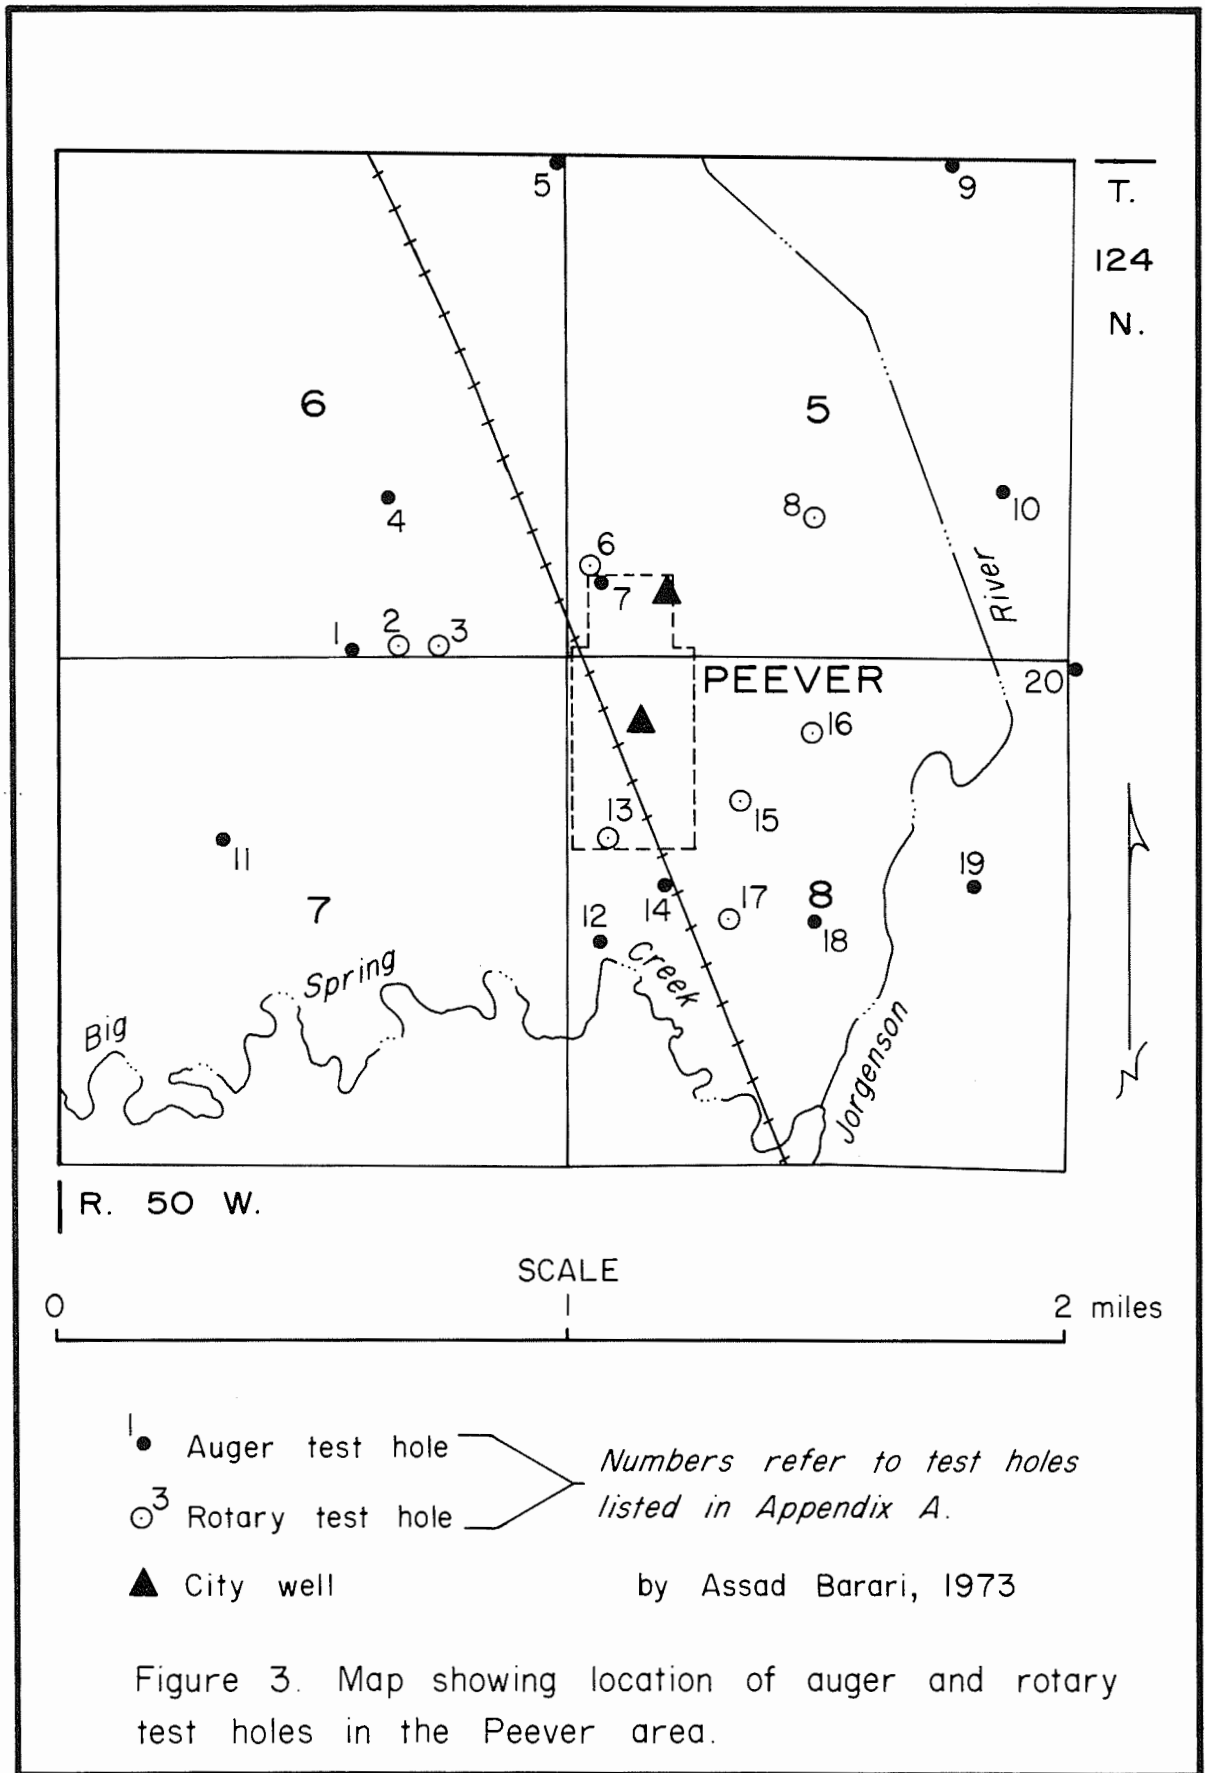 5
9
T.
124
N.
6
5
4
8
10
6
7
River
1
2
3
PEEVER
20
16
13
15
11
19
7
14
17
8
12
18
Spring
Creek
Big
Jorgenson
R. 50 W.
SCALE
0 1 2 miles
1 Auger test hole
3 Rotary test hole
Numbers refer to test holes
listed in Appendix A.
City well
by Assad Barari, 1973
Figure 3. Map showing location of auger and rotary
test holes in the Peever area.